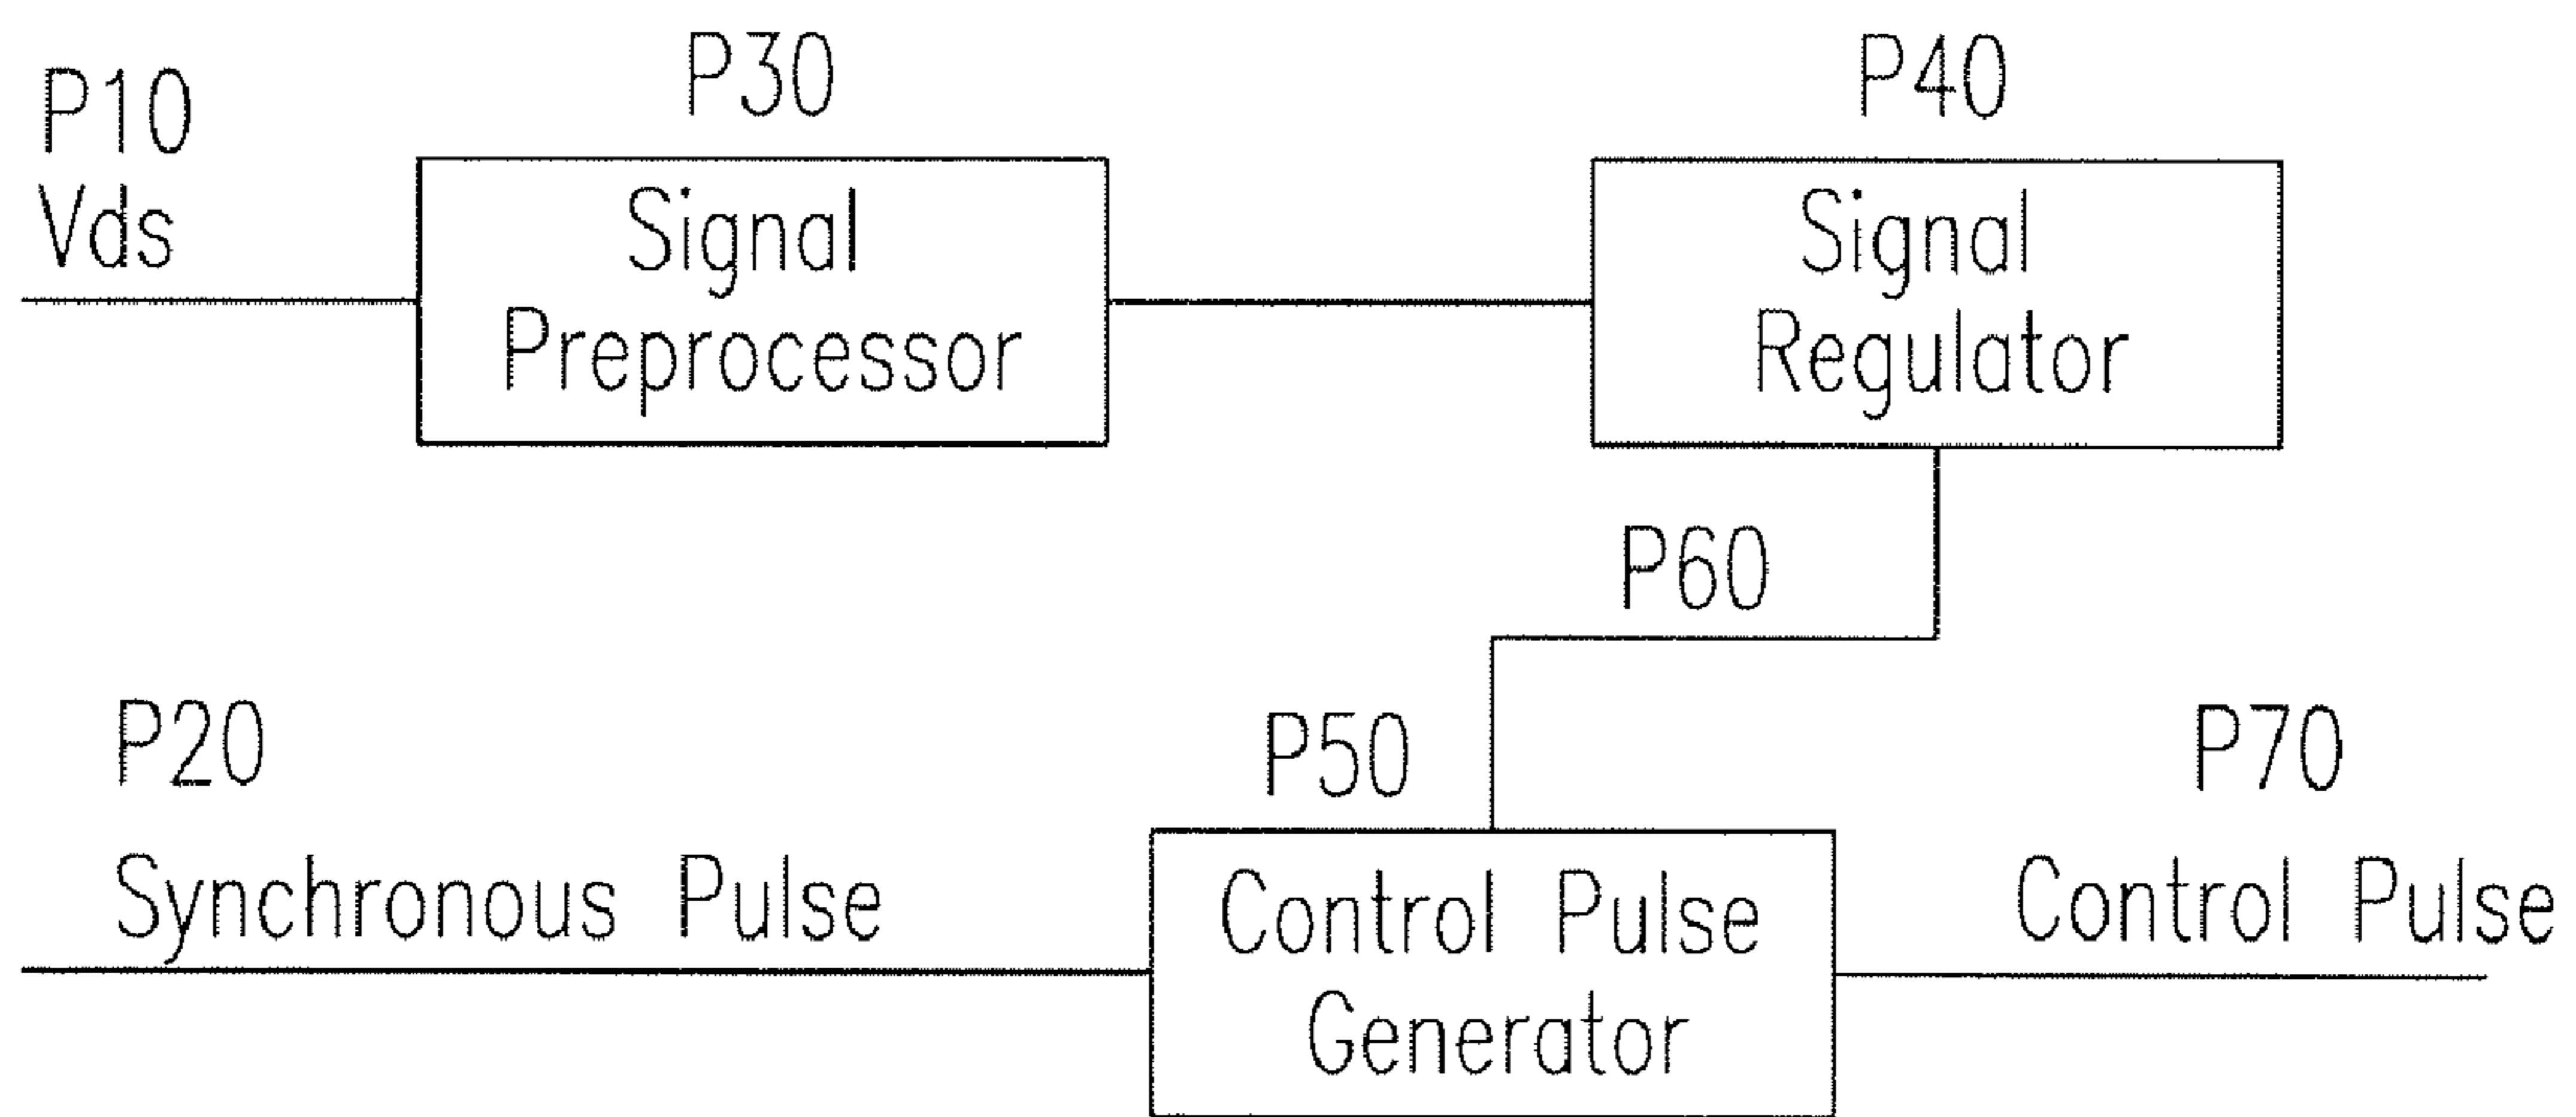 P10
Vds
P30
Signal
Preprocessor
P40
Signal
Regulator
P60
P20
Synchronous Pulse
P50
Control Pulse
Generator
P70
Control Pulse